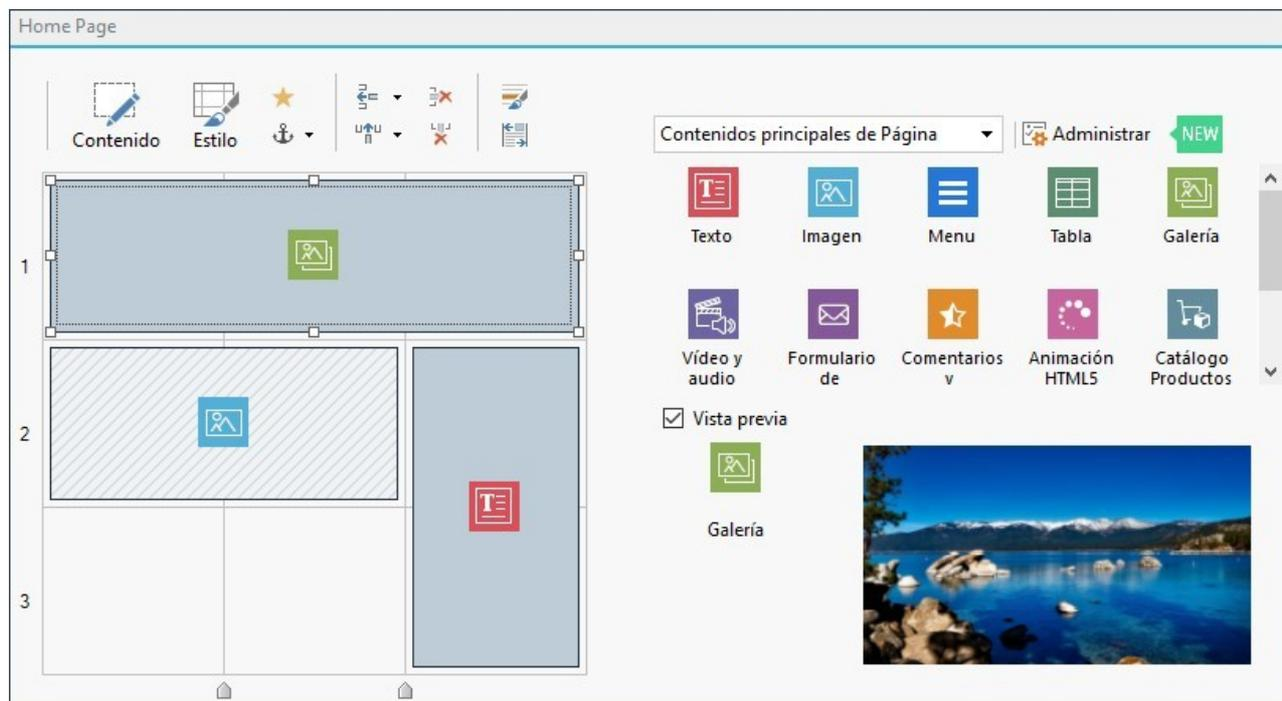 Home Page
Contenido
Estilo
Contenidos principales de Página
Administrar
NEW
Texto
Imagen
Menu
Tabla
Galería
Vídeo y
audio
Formulario
de
Comentarios
y
Animación
HTML5
Catálogo
Productos
1
2
3
Vista previa
Galería